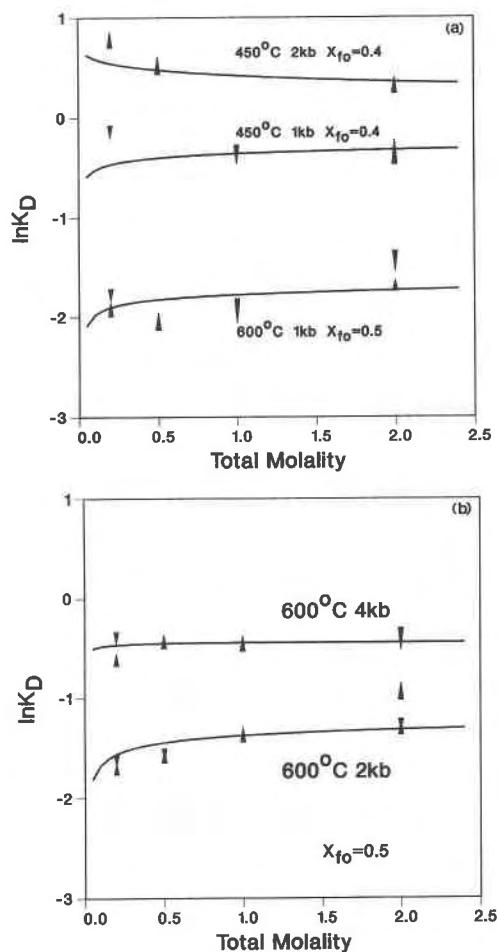 (a)
1
0
-1
-2
-3
lnKD
450°C 2kb Xfo=0.4
450°C 1kb Xfo=0.4
600°C 1kb Xfo=0.5
0.0 0.5 1.0 1.5 2.0 2.5
Total Molality
(b)
1
0
-1
-2
-3
lnKD
600°C 4kb
600°C 2kb
Xfo=0.5
0.0 0.5 1.0 1.5 2.0 2.5
Total Molality